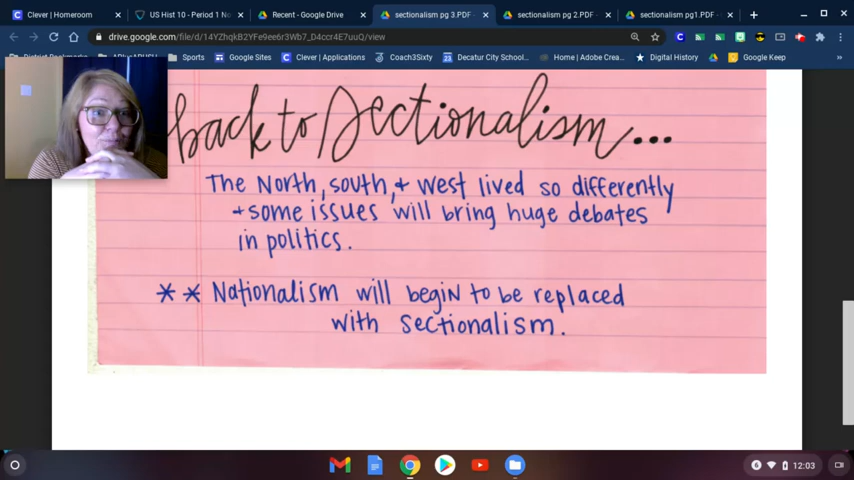 Clever | Homeroom
US Hist 10 - Period 1 N
Recent - Google Drive
sectionalism pg 3.PDF -
sectionalism pg 2.PDF -
sectionalism pg1.PDF -
drive.google.com/file/d/14YZhqkB2YFe9ee6r3Wb7_D4ccr4E7uuQ/view
Sports
Google Sites
Clever | Applications
Coach3Sixty
Decatur City School...
Home | Adobe Crea...
Digital History
Google Keep
back to Sectionalism...
The North, south, + west lived so differently
+ some issues will bring huge debates
in politics.
** Nationalism will begin to be replaced
with sectionalism.
6
12:03